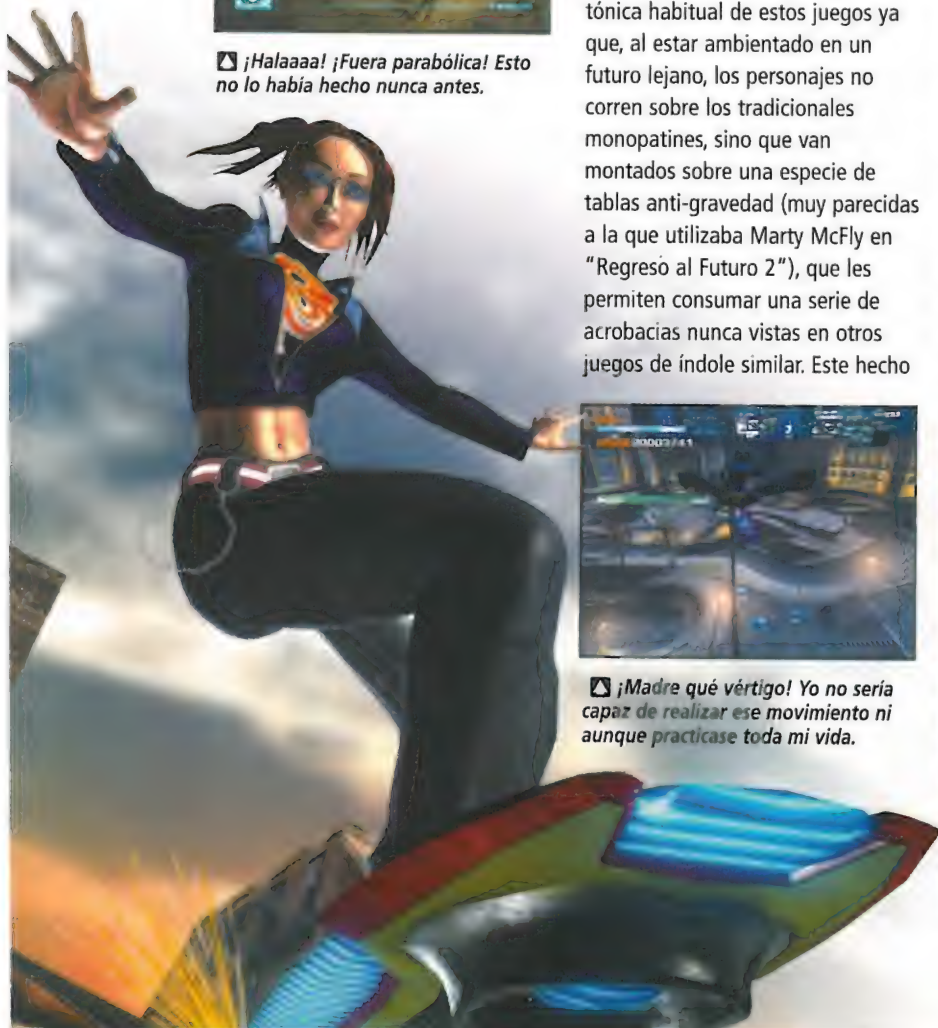 ¡Halaaaa! ¡Fuera parabólica! Esto
no lo había hecho nunca antes.
tónica habitual de estos juegos ya
que, al estar ambientado en un
futuro lejano, los personajes no
corren sobre los tradicionales
monopatines, sino que van
montados sobre una especie de
tablas anti-gravedad (muy parecidas
a la que utilizaba Marty McFly en
"Regreso al Futuro 2"), que les
permiten consumar una serie de
acrobacias nunca vistas en otros
juegos de índole similar. Este hecho
¡Madre qué vértigo! Yo no sería
capaz de realizar ese movimiento ni
aunque practicase toda mi vida.